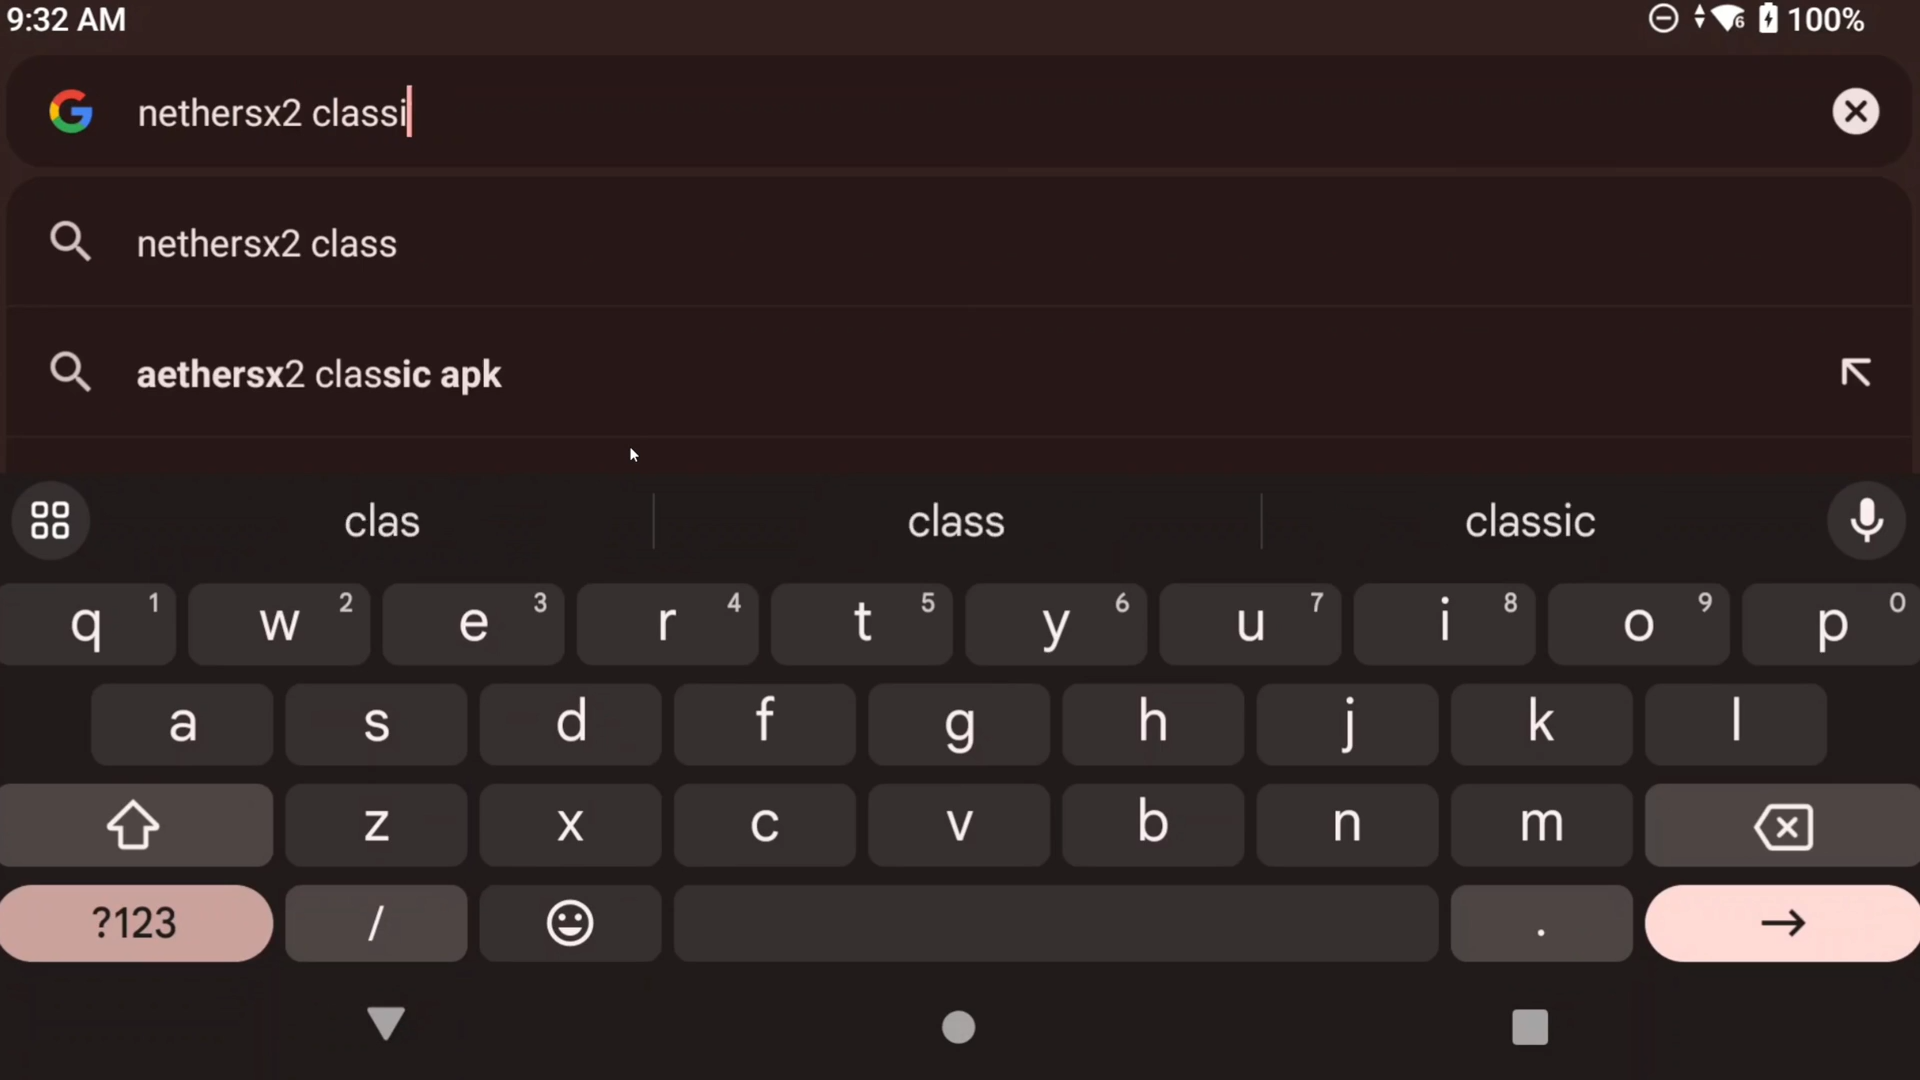 9:32 AM
6 100%
nethersx2 classi
nethersx2 class
aethersx2 classic apk
clas class classic
q 1 w 2 e 3 r 4 t 5 y 6 u 7 i 8 o 9 p 0
a s d f g h j k l
z x c v b n m
?123 / .